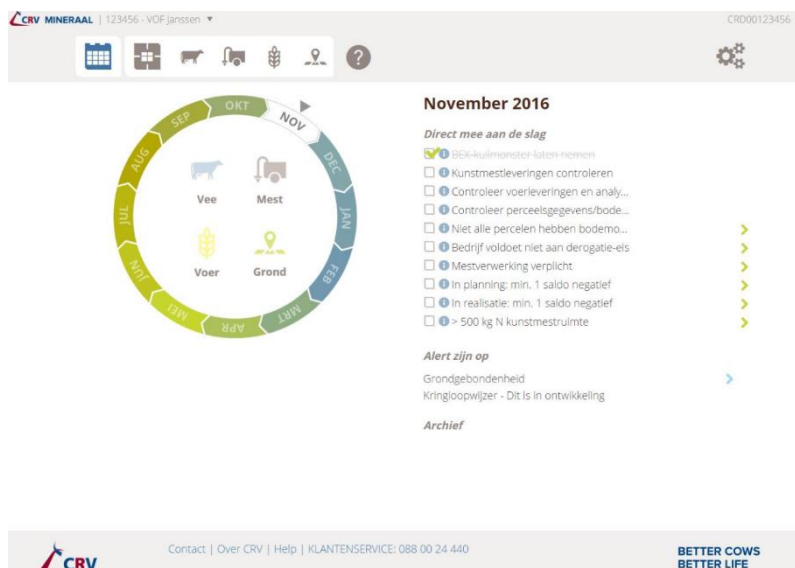 CRV MINERAAL | 123456 - VOF Janssen ▼
CRD00123456
?
OKT
NOV
DEC
JAN
FEB
MRT
APR
MEI
JUN
JUL
AUG
SEP
Vee
Mest
Voer
Grond
November 2016
Direct mee aan de slag
BEX-kuilmonster laten nemen
Kunstmestleveringen controleren
Controleer voerleveringen en analy...
Controleer perceelsgegevens/bode...
Niet alle percelen hebben bodemo...
Bedrijf voldoet niet aan derogatie-eis
Mestverwerking verplicht
In planning: min. 1 saldo negatief
In realisatie: min. 1 saldo negatief
> 500 kg N kunstmestruimte
Alert zijn op
Grondgebondenheid
Kringloopwijzer - Dit is in ontwikkeling
Archief
CRV
Contact | Over CRV | Help | KLANTENSERVICE: 088 00 24 440
BETTER COWS
BETTER LIFE